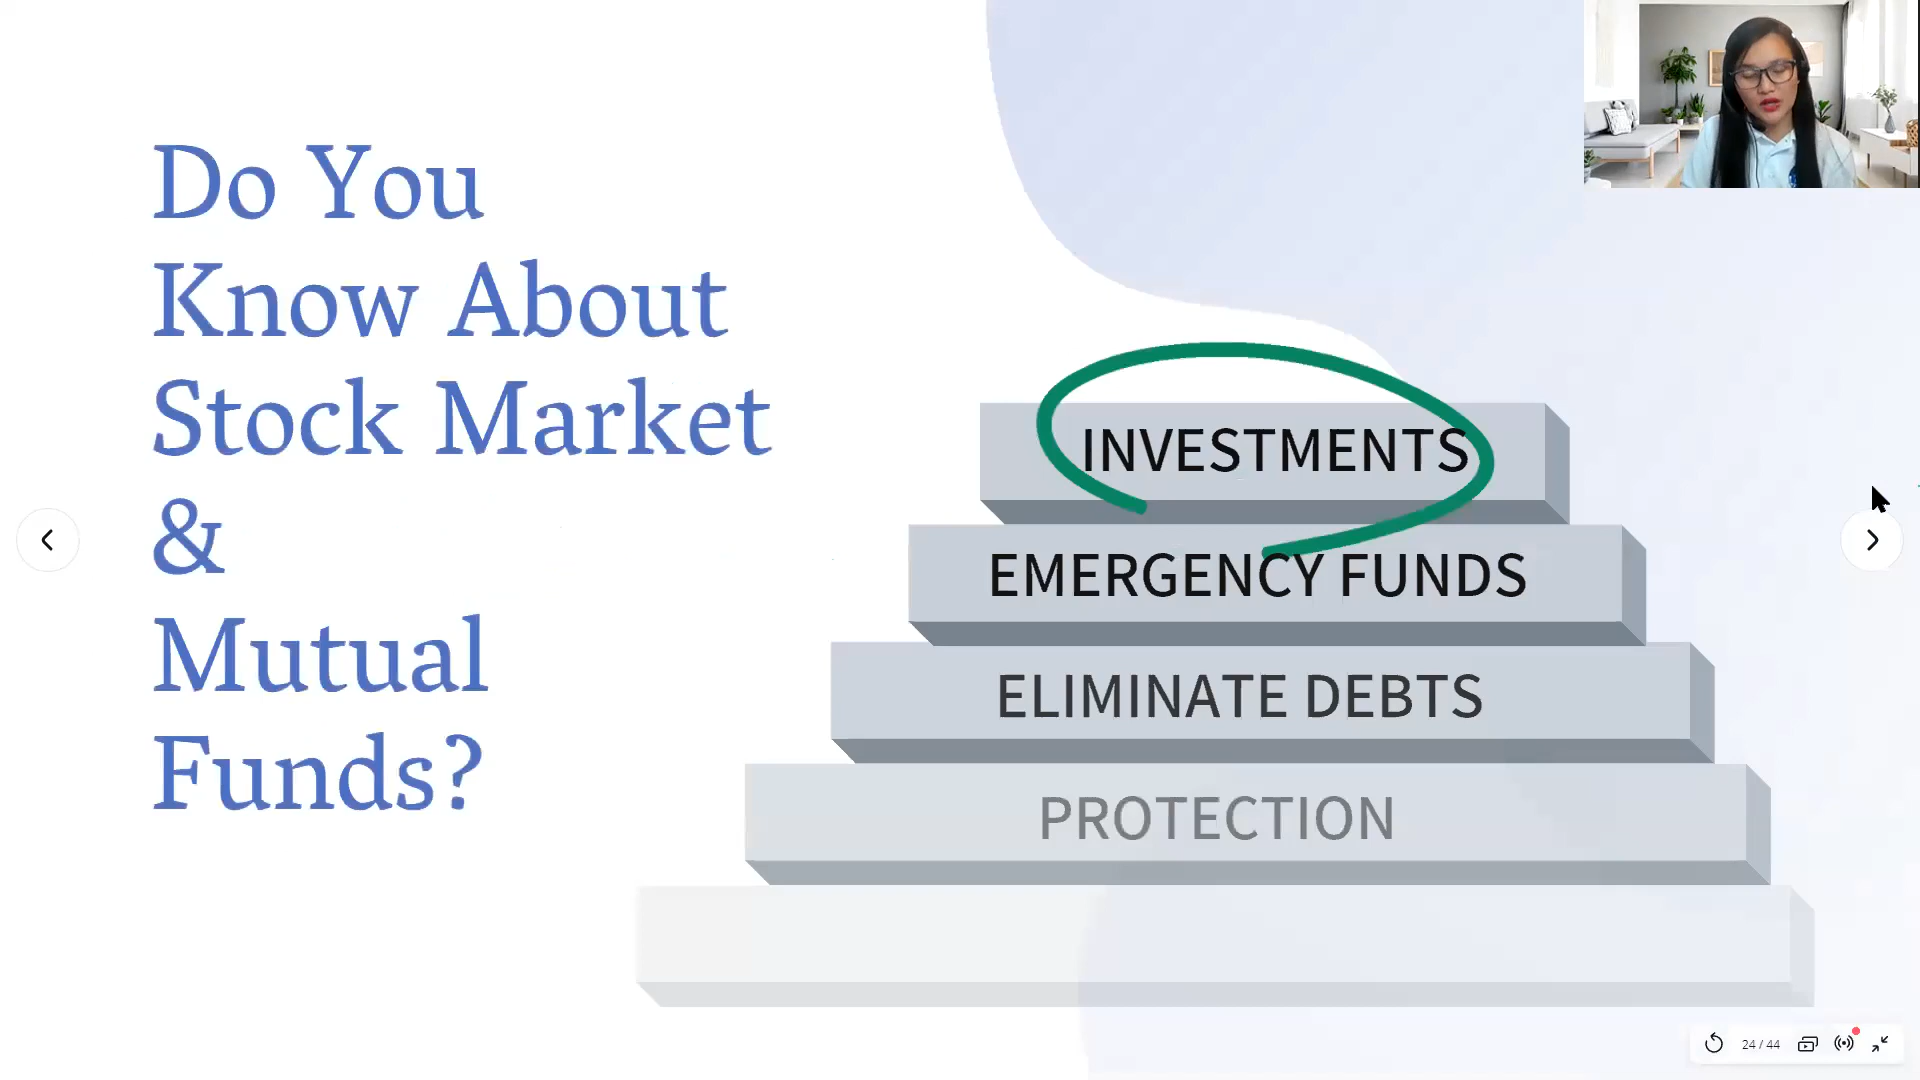 Do You
Know About
Stock Market
&
Mutual
Funds?
INVESTMENTS
EMERGENCY FUNDS
ELIMINATE DEBTS
PROTECTION
24 / 44